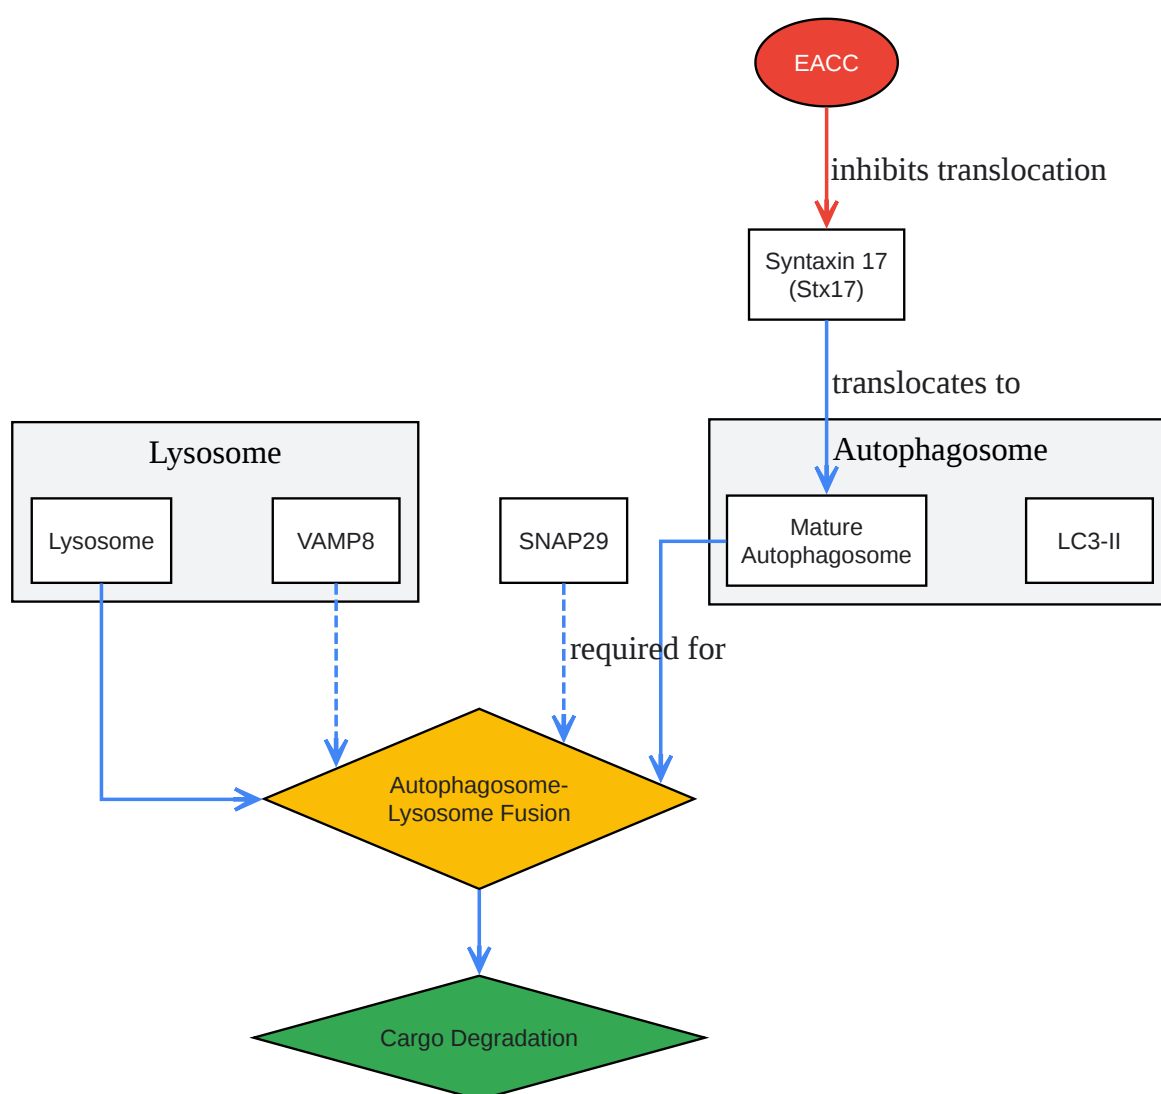 EACC
inhibits translocation
Syntaxin 17
(Stx17)
translocates to
Lysosome
Autophagosome
Lysosome
VAMP8
SNAP29
Mature
Autophagosome
LC3-II
required for
Autophagosome-
Lysosome Fusion
Cargo Degradation